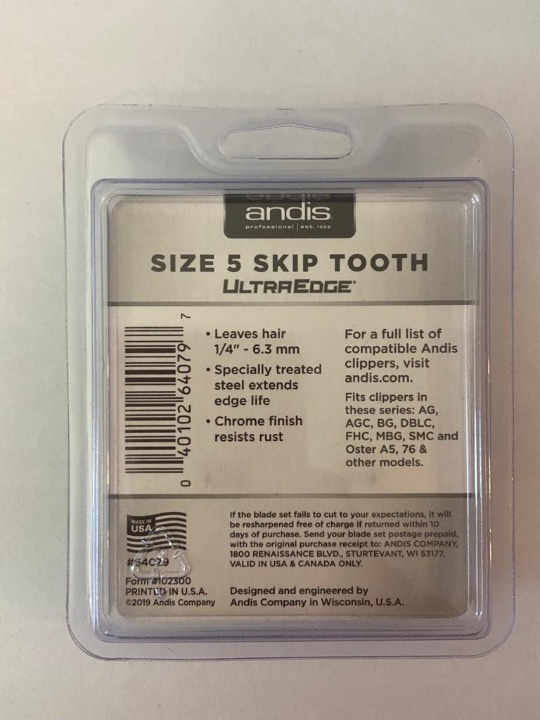 andis
professional | est. 1922
SIZE 5 SKIP TOOTH
ULTRAEDGE®
0 40102 64079 7
• Leaves hair
1/4" - 6.3 mm
• Specially treated
steel extends
edge life
• Chrome finish
resists rust
For a full list of
compatible Andis
clippers, visit
andis.com.
Fits clippers in
these series: AG,
AGC, BG, DBLC,
FHC, MBG, SMC and
Oster A5, 76 &
other models.
MADE IN
USA
#64079
Form #102300
PRINTED IN U.S.A.
©2019 Andis Company
If the blade set fails to cut to your expectations, it will
be resharpened free of charge if returned within 10
days of purchase. Send your blade set postage prepaid,
with the original purchase receipt to: ANDIS COMPANY,
1800 RENAISSANCE BLVD., STURTEVANT, WI 53177.
VALID IN USA & CANADA ONLY.
Designed and engineered by
Andis Company in Wisconsin, U.S.A.